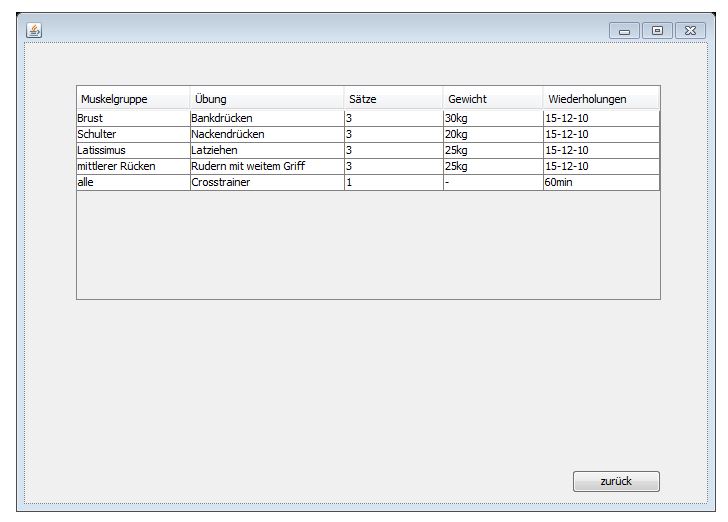 Muskelgruppe Übung Sätze Gewicht Wiederholungen
Brust Bankdrücken 3 30kg 15-12-10
Schulter Nackendrücken 3 20kg 15-12-10
Latissimus Latziehen 3 25kg 15-12-10
mittlerer Rücken Rudern mit weitem Griff 3 25kg 15-12-10
alle Crosstrainer 1 - 60min
zurück